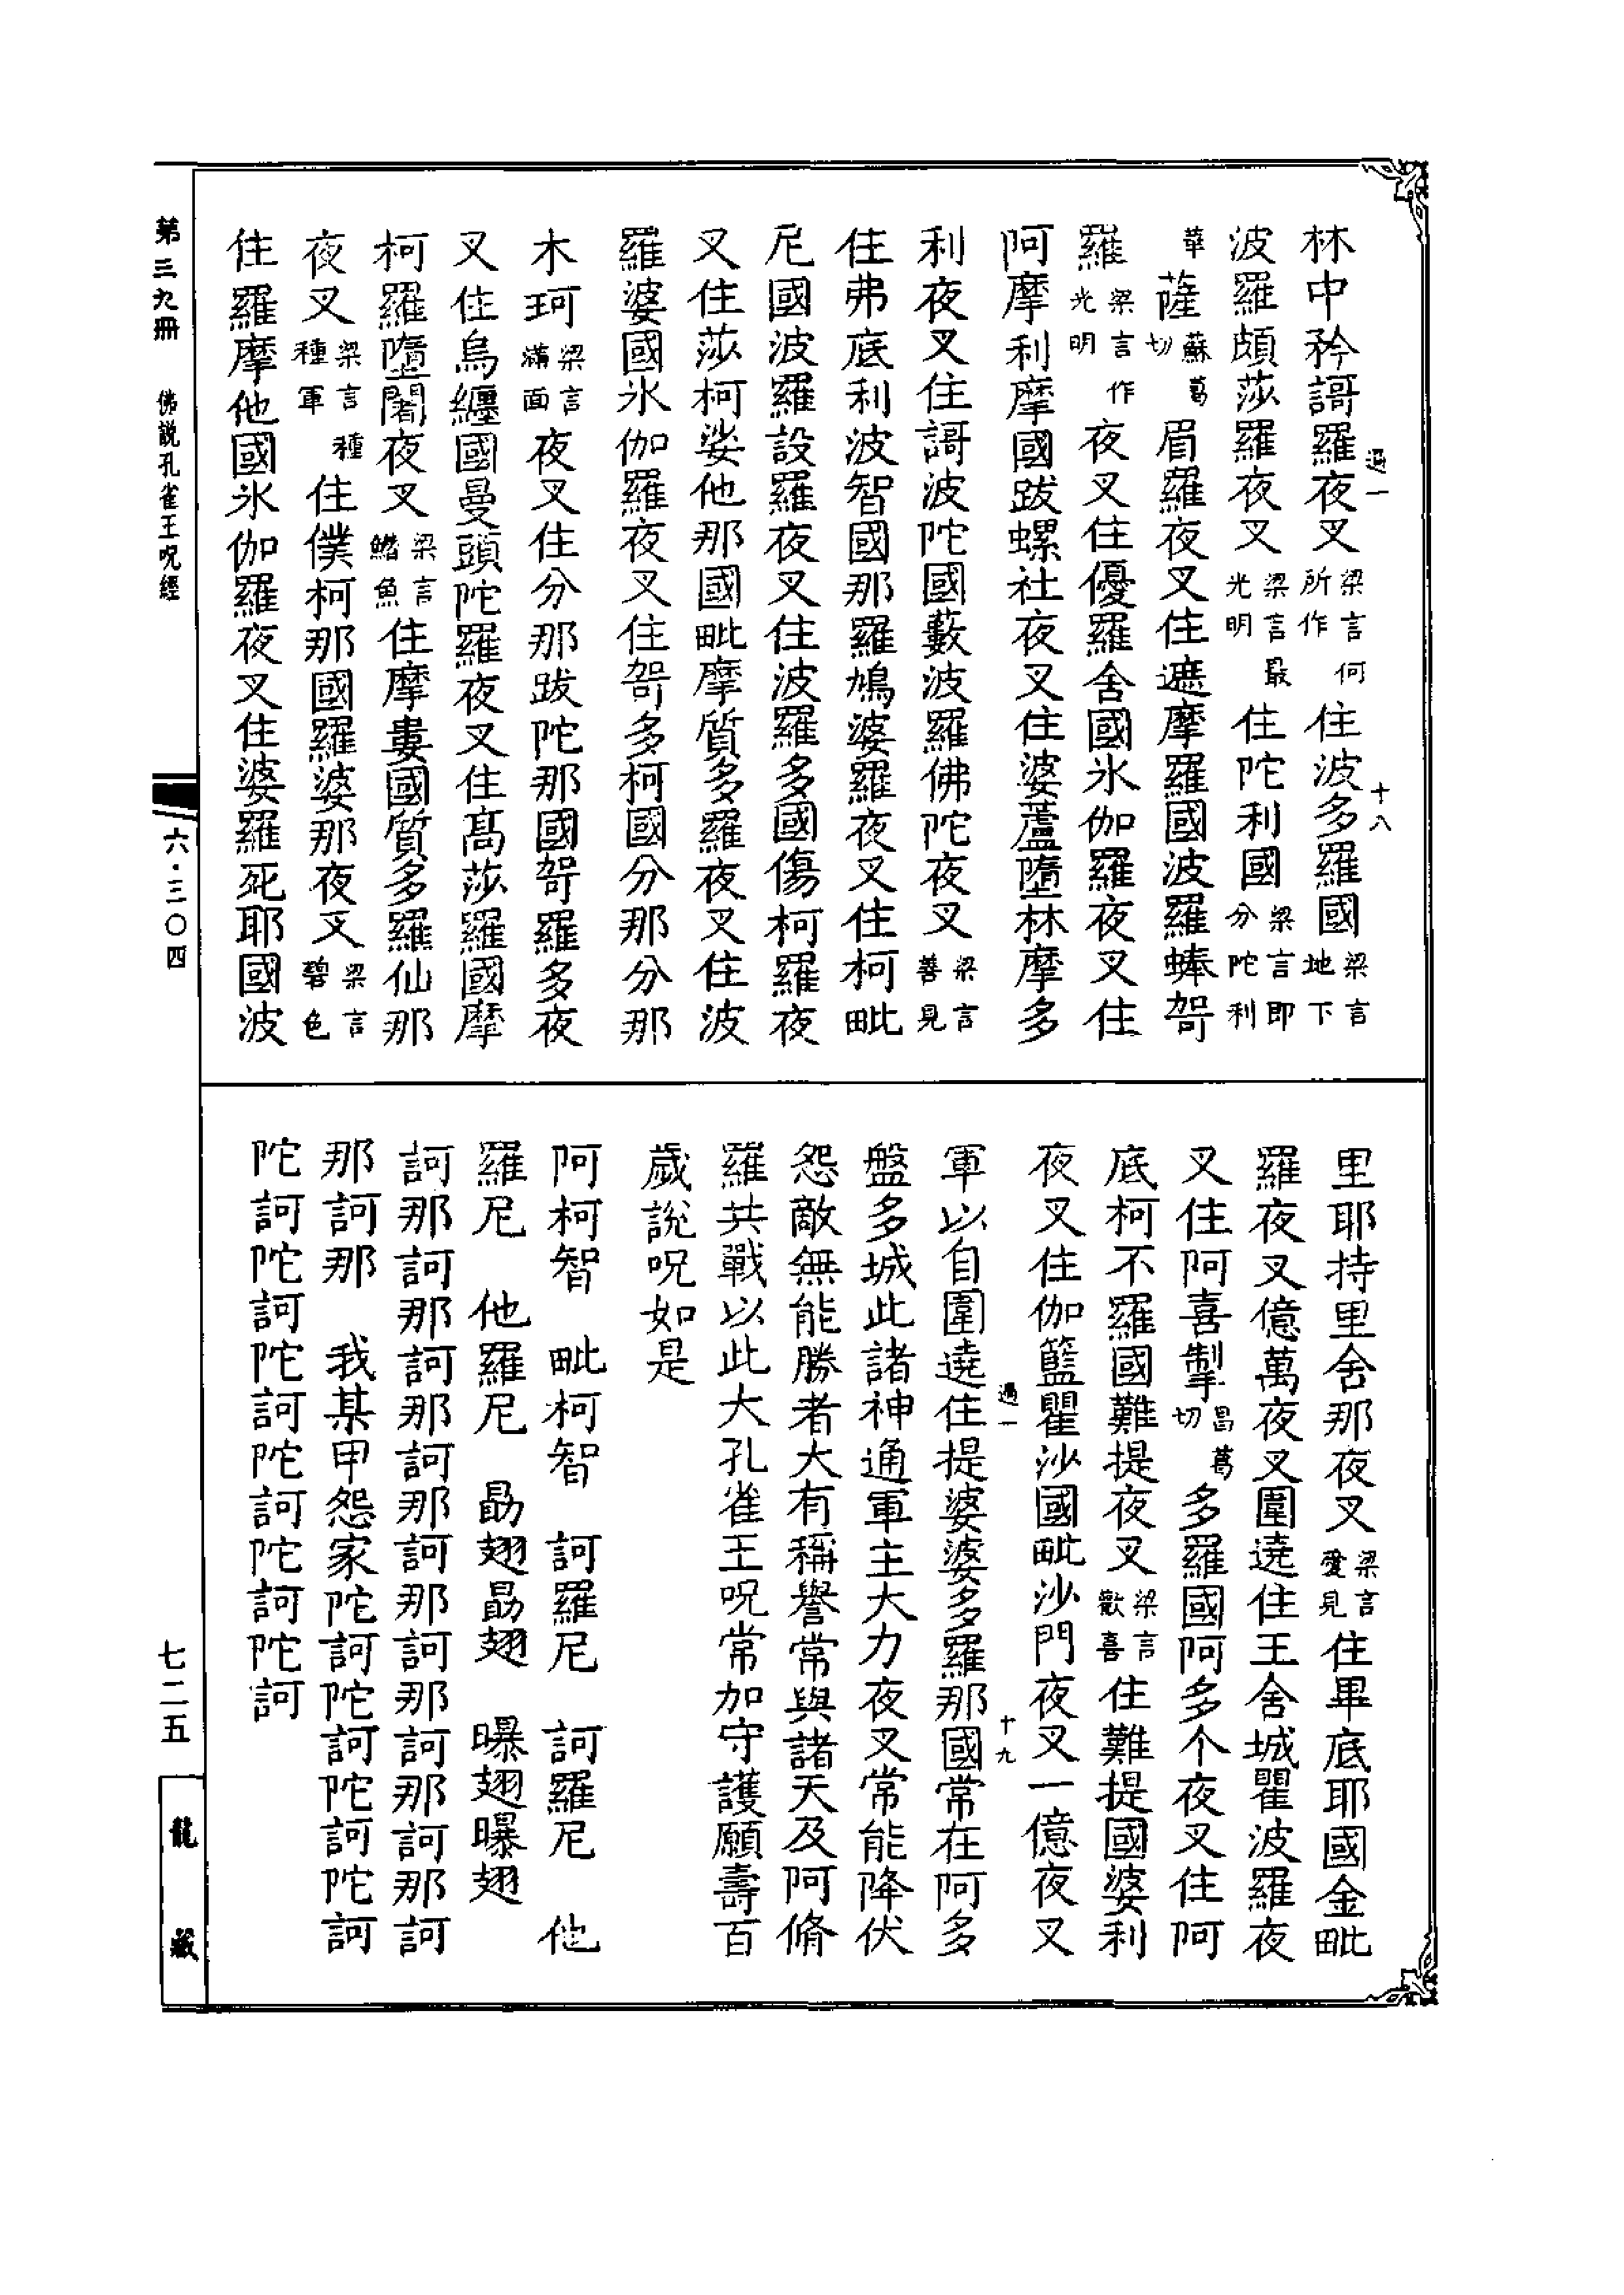 林中矜謌羅夜叉梁言何所作住波多羅國梁言地下
波羅頗莎羅夜叉梁言最光明住陀利國梁言即分陀利
華薩蘇葛切眉羅夜叉住遮摩羅國波羅蜯哿
羅梁言作光明夜叉住優羅舍國氷伽羅夜叉住
阿摩利摩國跋螺社夜叉住婆蘆墮林摩多
利夜叉住謌波陀國藪波羅佛陀夜叉梁言善見
住弗底利波智國那羅鳩婆羅夜叉住柯毗
尼國波羅設羅夜叉住波羅多國傷柯羅夜
叉住莎柯娑他那國毗摩質多羅夜叉住波
羅婆國氷伽羅夜叉住哿多柯國分那分那
木珂梁言滿面夜叉住分那跋陀那國哿羅多夜
叉住烏纏國曼頭陀羅夜叉住高莎羅國摩
柯羅墮闍夜叉梁言鯌魚住摩婁國質多羅仙那
夜叉梁言種種軍住僕柯那國羅婆那夜叉梁言碧色
住羅摩他國氷伽羅夜叉住婆羅死耶國波
里耶持里舍那夜叉梁言愛見住畢底耶國金毗
羅夜叉億萬夜叉圍遶住王舍城瞿波羅夜
叉住阿喜掣昌葛切多羅國阿多个夜叉住阿
底柯不羅國難提夜叉梁言歡喜住難提國婆利
夜叉住伽籃瞿沙國毗沙門夜叉一億夜叉
軍以自圍遶住提婆婆多羅那國常在阿多
盤多城此諸神通軍主大力夜叉常能降伏
怨敵無能勝者大有稱譽常與諸天及阿脩
羅共戰以此大孔雀王呪常加守護願壽百
歲說呪如是
阿柯智　毗柯智　訶羅尼　訶羅尼　他
羅尼　他羅尼　勗翅勗翅　曝翅曝翅
訶那訶那訶那訶那訶那訶那訶那訶那訶
那訶那　我某甲怨家陀訶陀訶陀訶陀訶
陀訶陀訶陀訶陀訶陀訶陀訶
十八
十九
第三九冊　佛説孔雀王呪經
六·三〇四
七二五
龍藏